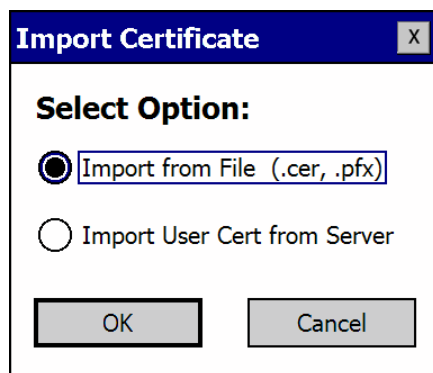 Import Certificate X
Select Option:
Import from File (.cer, .pfx)
Import User Cert from Server
OK Cancel